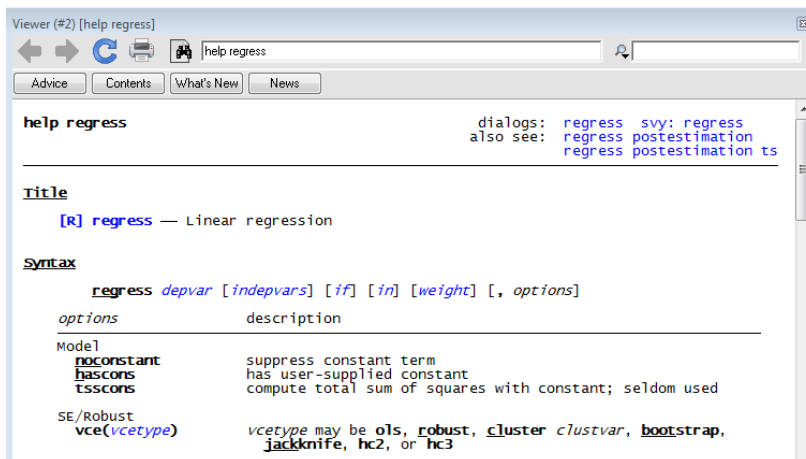 Viewer (#2) [help regress]
help regress
Advice Contents What's New News
help regress dialogs: regress svy: regress
also see: regress postestimation
regress postestimation ts
Title
[R] regress — Linear regression
Syntax
regress depvar [indepvars] [if] [in] [weight] [, options]
options description
Model
noconstant suppress constant term
hascons has user-supplied constant
tsscons compute total sum of squares with constant; seldom used
SE/Robust
vce(vcetype) vcetype may be ols, robust, cluster clustvar, bootstrap,
jackknife, hc2, or hc3